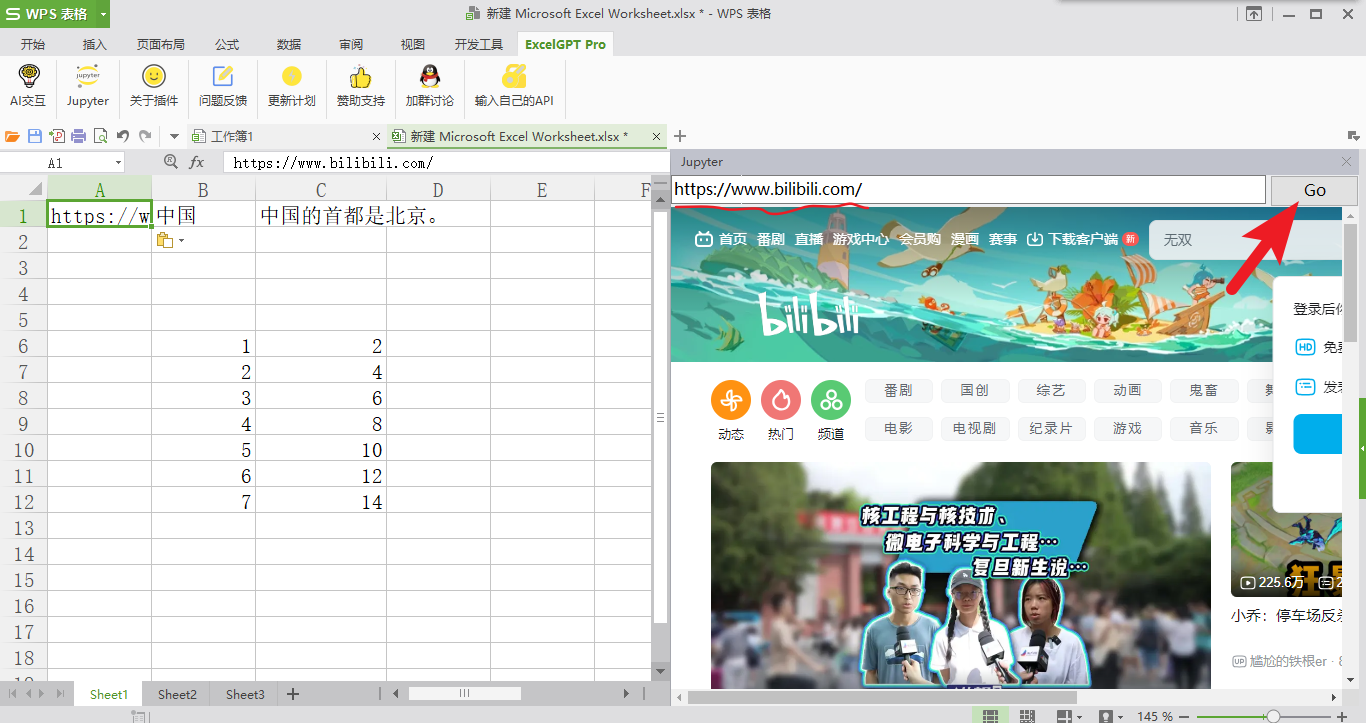 S WPS 表格
新建 Microsoft Excel Worksheet.xlsx * - WPS 表格
开始 插入 页面布局 公式 数据 审阅 视图 开发工具 ExcelGPT Pro
AI交互 Jupyter 关于插件 问题反馈 更新计划 赞助支持 加群讨论 输入自己的API
工作簿1
新建 Microsoft Excel Worksheet.xlsx *
A1
fx
https://www.bilibili.com/
A B C D E F
1 https://w 中国 中国的首都是北京。
2
3
4
5
6 1 2
7 2 4
8 3 6
9 4 8
10 5 10
11 6 12
12 7 14
13
14
15
16
17
18
Sheet1 Sheet2 Sheet3
145 %
Jupyter
https://www.bilibili.com/
Go
首页 番剧 直播 游戏中心 会员购 漫画 赛事 下载客户端 新
无双
bilibili
登录后你
HD 免费
发表
动态 热门 频道
番剧 国创 综艺 动画 鬼畜
电影 电视剧 纪录片 游戏 音乐
核工程与核技术、
微电子科学与工程…
复旦新生说…
225.6万
小乔：停车场反杀
UP 尴尬的铁根er ·